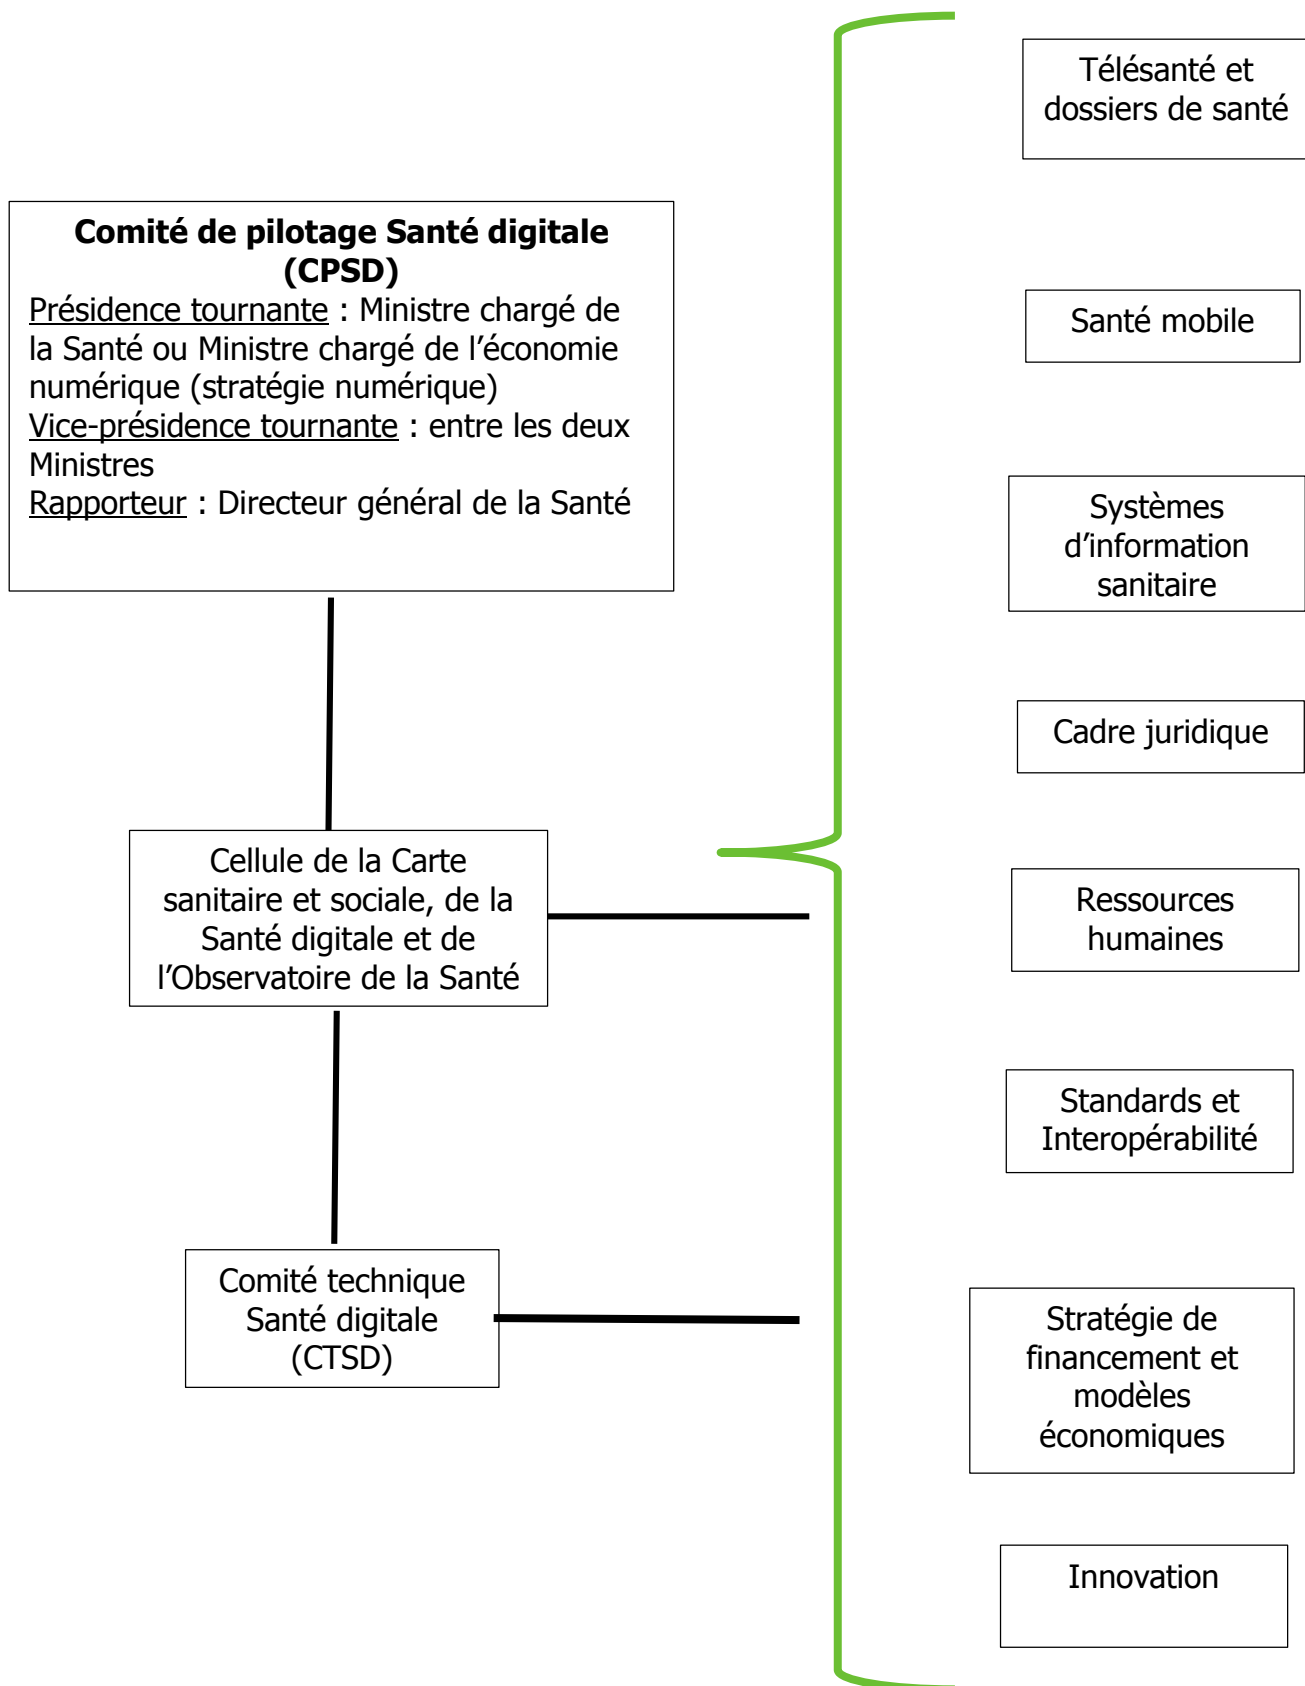 Comité de pilotage Santé digitale
(CPSD)
Présidence tournante : Ministre chargé de
la Santé ou Ministre chargé de l’économie
numérique (stratégie numérique)
Vice-présidence tournante : entre les deux
Ministres
Rapporteur : Directeur général de la Santé
Cellule de la Carte
sanitaire et sociale, de la
Santé digitale et de
l’Observatoire de la Santé
Comité technique
Santé digitale
(CTSD)
Télésanté et
dossiers de santé
Santé mobile
Systèmes
d’information
sanitaire
Cadre juridique
Ressources
humaines
Standards et
Interopérabilité
Stratégie de
financement et
modèles
économiques
Innovation